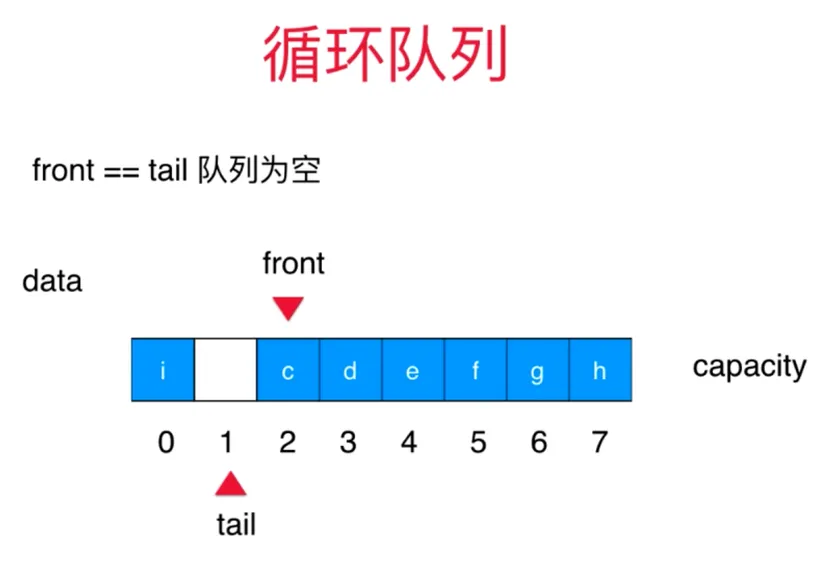 循环队列
front == tail 队列为空
front
data
i c d e f g h
capacity
0 1 2 3 4 5 6 7
tail